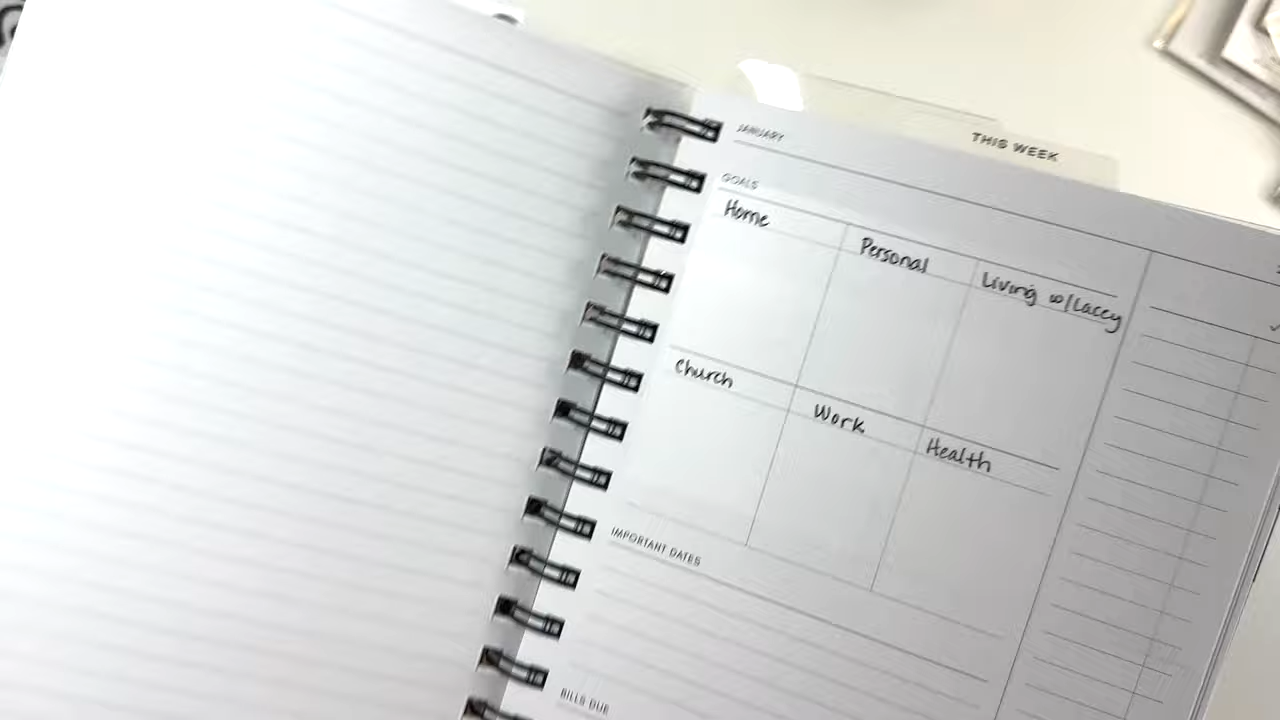 JANUARY
THIS WEEK
GOALS
Home
Personal
Living w/Lacey
Church
Work
Health
IMPORTANT DATES
BILLS DUE